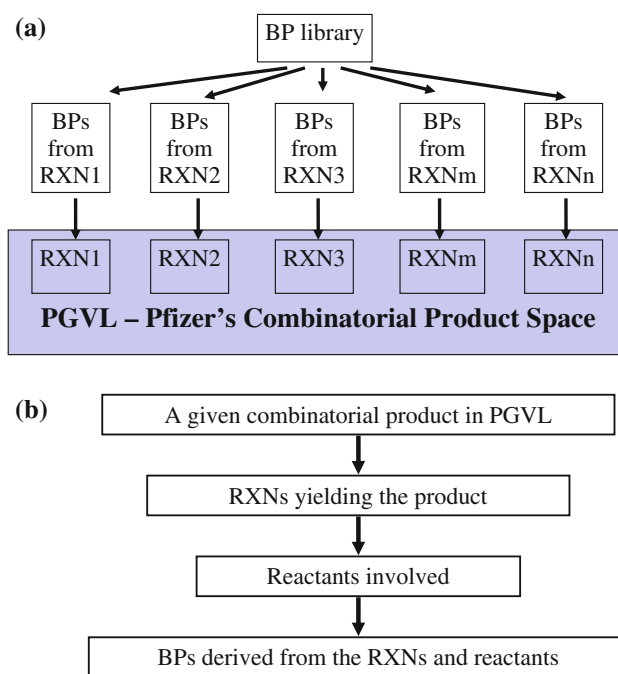 (a)
BP library
BPs
from
RXN1
BPs
from
RXN2
BPs
from
RXN3
BPs
from
RXNm
BPs
from
RXNn
RXN1
RXN2
RXN3
RXNm
RXNn
PGVL – Pfizer's Combinatorial Product Space
(b)
A given combinatorial product in PGVL
RXNs yielding the product
Reactants involved
BPs derived from the RXNs and reactants